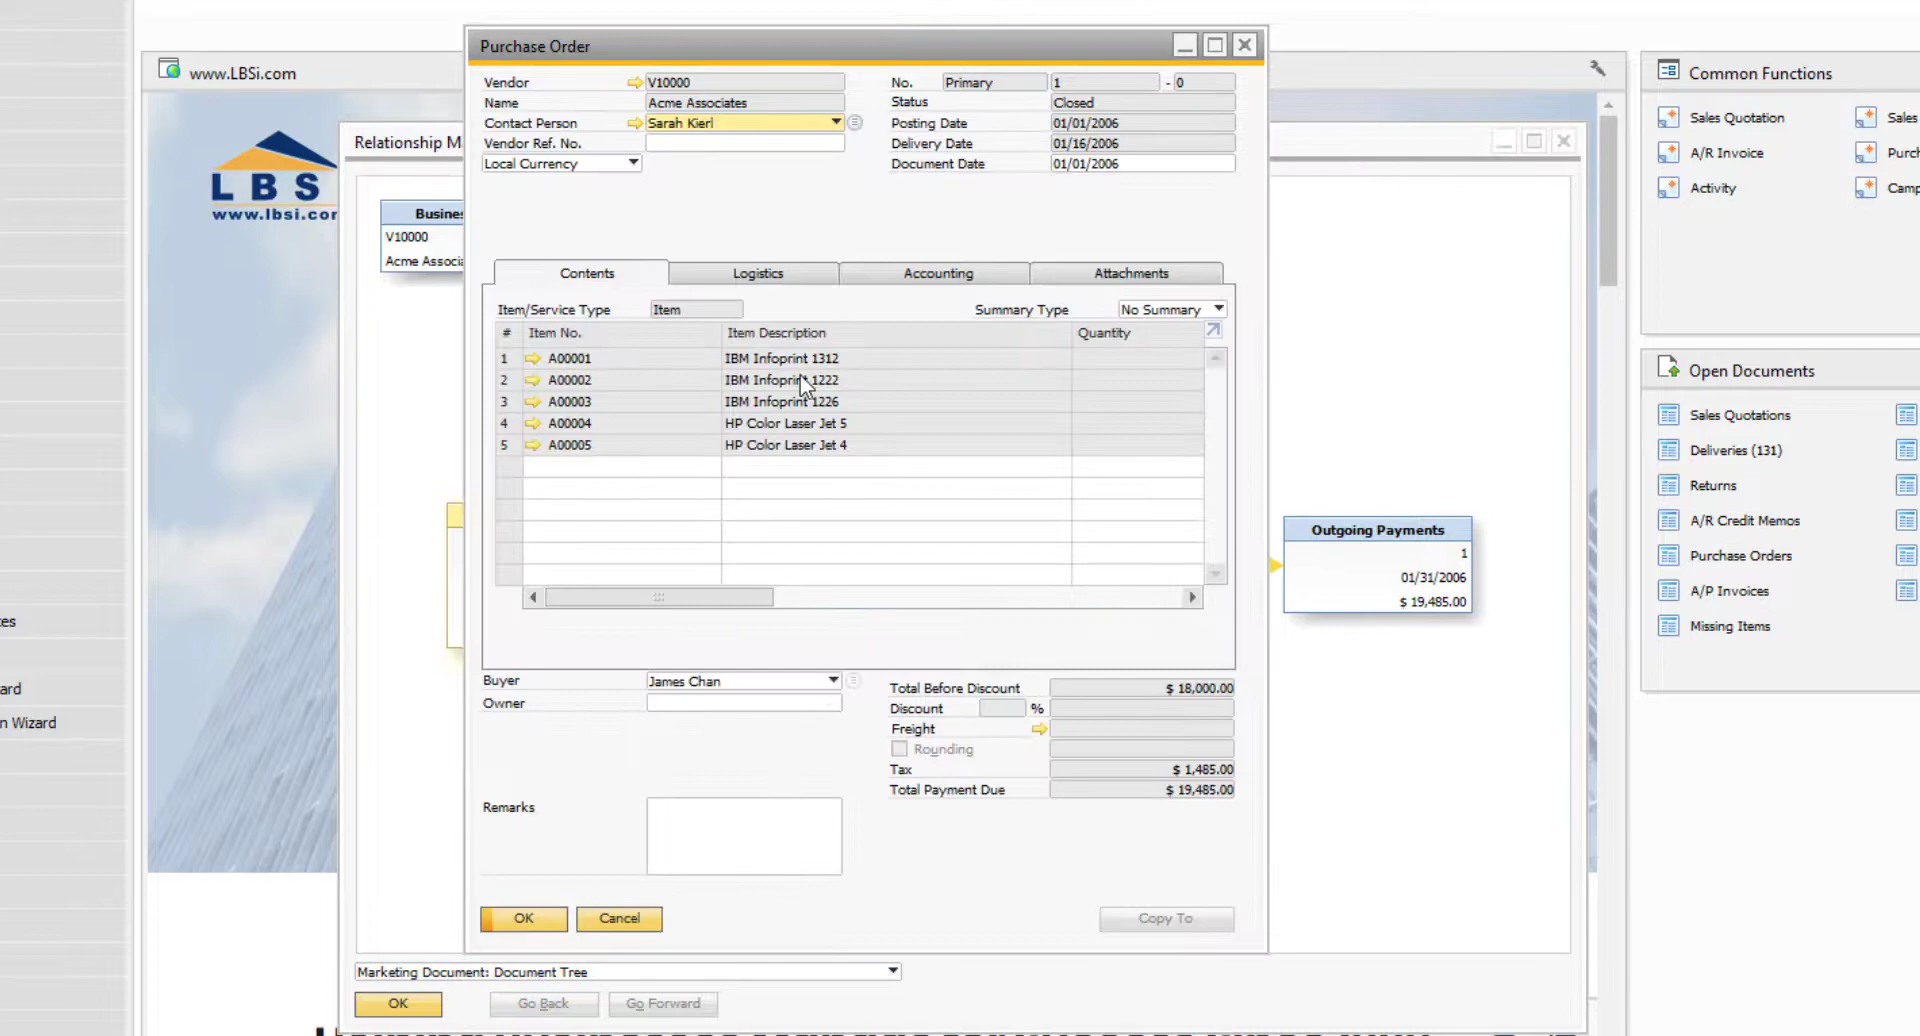 Purchase Order
www.LBSi.com
Common Functions
Vendor V10000 No. Primary 1 - 0
Name Acme Associates Status Closed
Contact Person Sarah Kierl Posting Date 01/01/2006
Vendor Ref. No. Delivery Date 01/16/2006
Local Currency Document Date 01/01/2006
Sales Quotation Sales
A/R Invoice Purch
Activity Camp
Relationship M
LBS
www.lbsi.com
Business
V10000
Acme Associa
Contents Logistics Accounting Attachments
Item/Service Type Item Summary Type No Summary
# Item No. Item Description Quantity
1 A00001 IBM Infoprint 1312
2 A00002 IBM Infoprint 1222
3 A00003 IBM Infoprint 1226
4 A00004 HP Color Laser Jet 5
5 A00005 HP Color Laser Jet 4
Open Documents
Sales Quotations
Deliveries (131)
Returns
A/R Credit Memos
Purchase Orders
A/P Invoices
Missing Items
Outgoing Payments
1
01/31/2006
$ 19,485.00
tes
ard
n Wizard
Buyer James Chan
Owner
Remarks
Total Before Discount $ 18,000.00
Discount %
Freight
Rounding
Tax $ 1,485.00
Total Payment Due $ 19,485.00
OK Cancel Copy To
Marketing Document: Document Tree
OK Go Back Go Forward